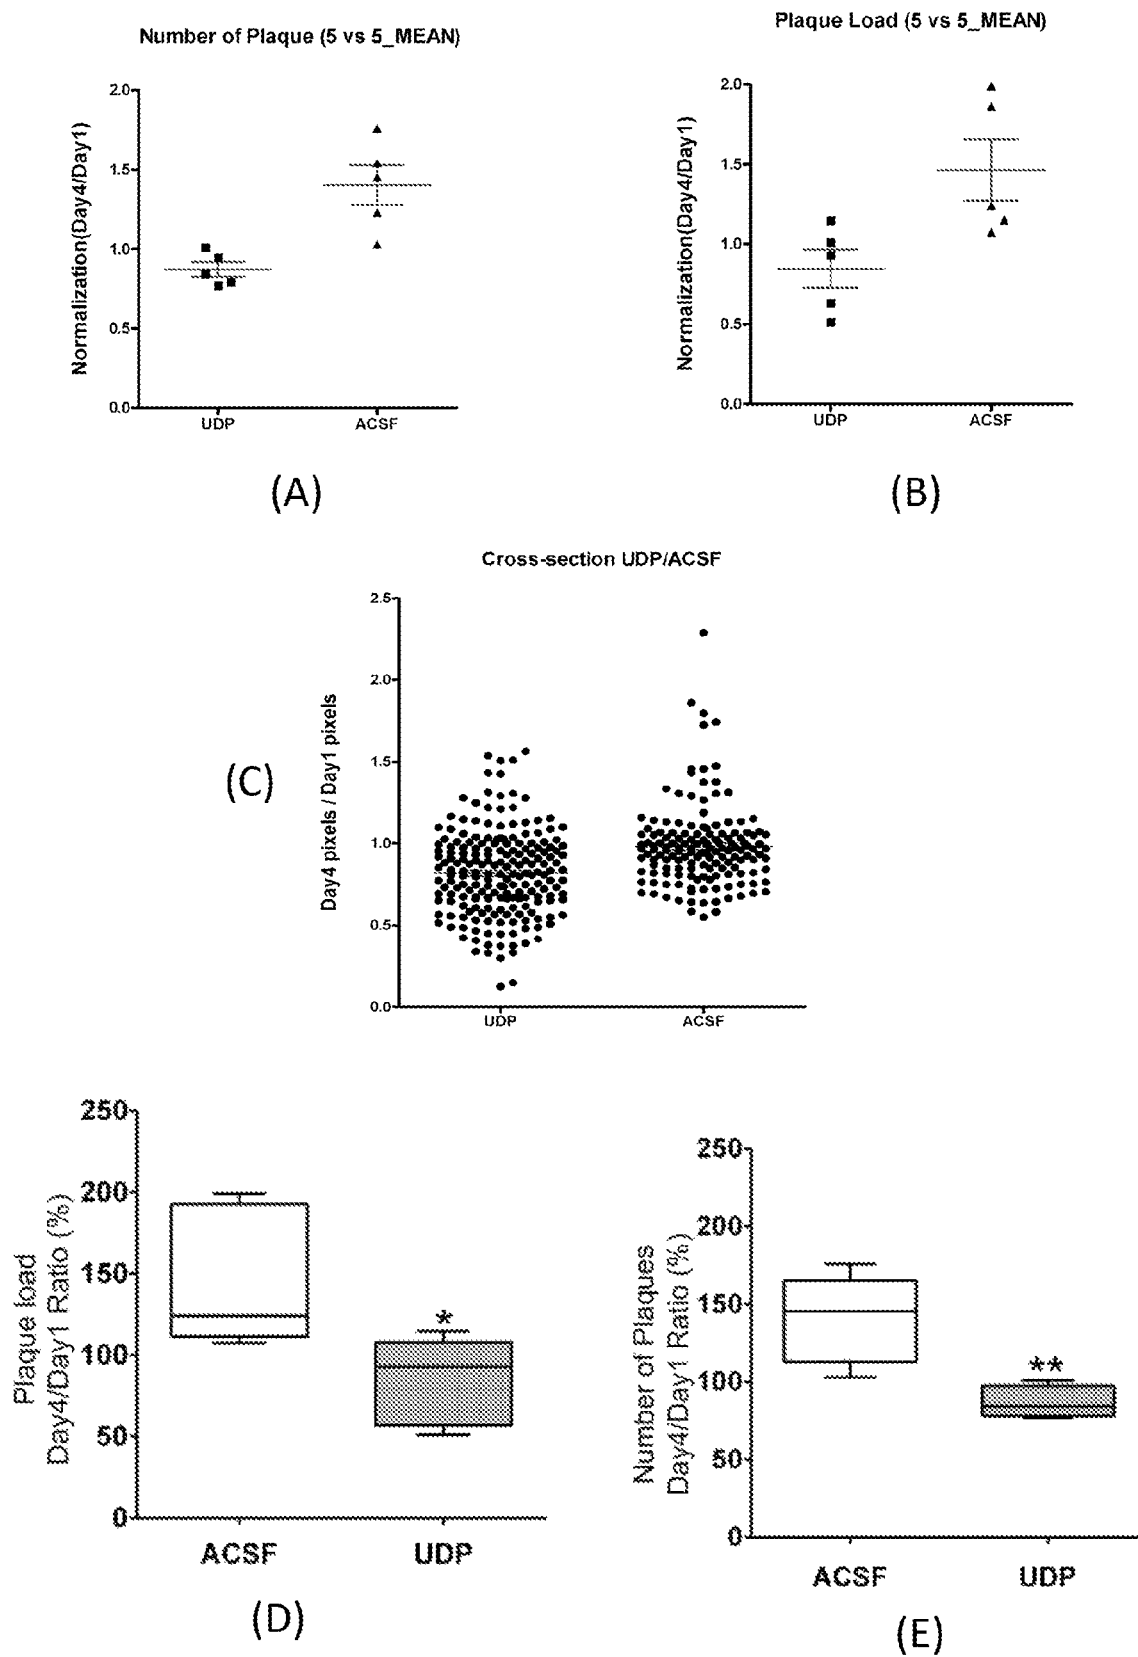 Number of Plaque (5 vs 5_MEAN)
Normalization(Day4/Day1)
2.0
1.5
1.0
0.5
0.0
UDP
ACSF
(A)
Plaque Load (5 vs 5_MEAN)
Normalization(Day4/Day1)
2.0
1.5
1.0
0.5
0.0
UDP
ACSF
(B)
Cross-section UDP/ACSF
(C)
Day4 pixels / Day1 pixels
2.5
2.0
1.5
1.0
0.5
0.0
UDP
ACSF
Plaque load
Day4/Day1 Ratio (%)
250
200
150
100
50
0
*
ACSF
UDP
(D)
Number of Plaques
Day4/Day1 Ratio (%)
250
200
150
100
50
0
**
ACSF
UDP
(E)